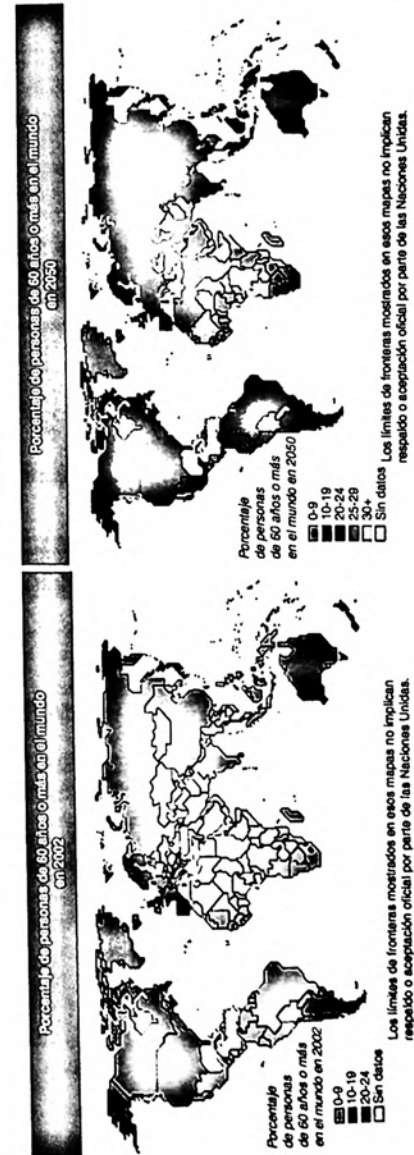 Porcentaje de personas de 60 años o más en el mundo
en 2002
Porcentaje
de personas
de 60 años o más
en el mundo en 2002
0-9
10-19
20-24
Sin datos
Los límites de fronteras mostrados en esos mapas no implican
respaldo o aceptación oficial por parte de las Naciones Unidas.
Porcentaje de personas de 60 años o más en el mundo
en 2050
Porcentaje
de personas
de 60 años o más
en el mundo en 2050
0-9
10-19
20-24
25-29
30+
Sin datos
Los límites de fronteras mostrados en esos mapas no implican
respaldo o aceptación oficial por parte de las Naciones Unidas.